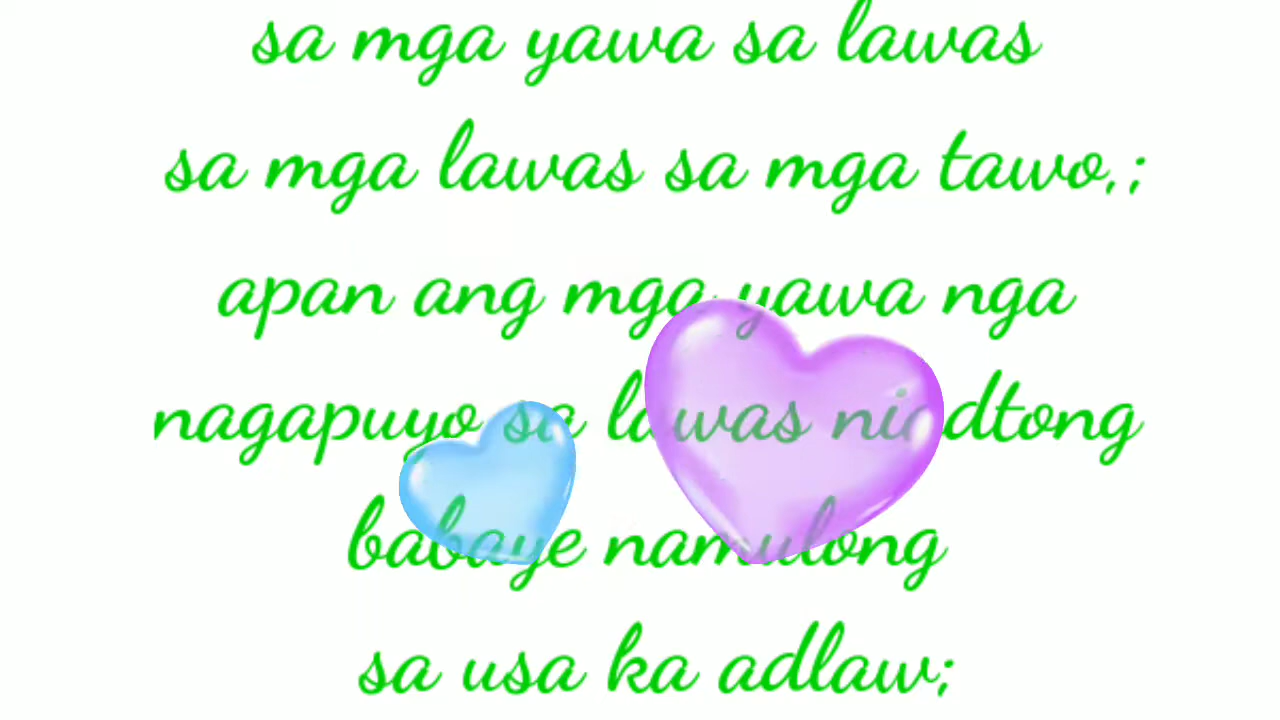 sa mga yawa sa lawas
sa mga lawas sa mga tawo,;
apan ang mga yawa nga
nagapuyo sa lawas niadtong
babaye namulong
sa usa ka adlaw;